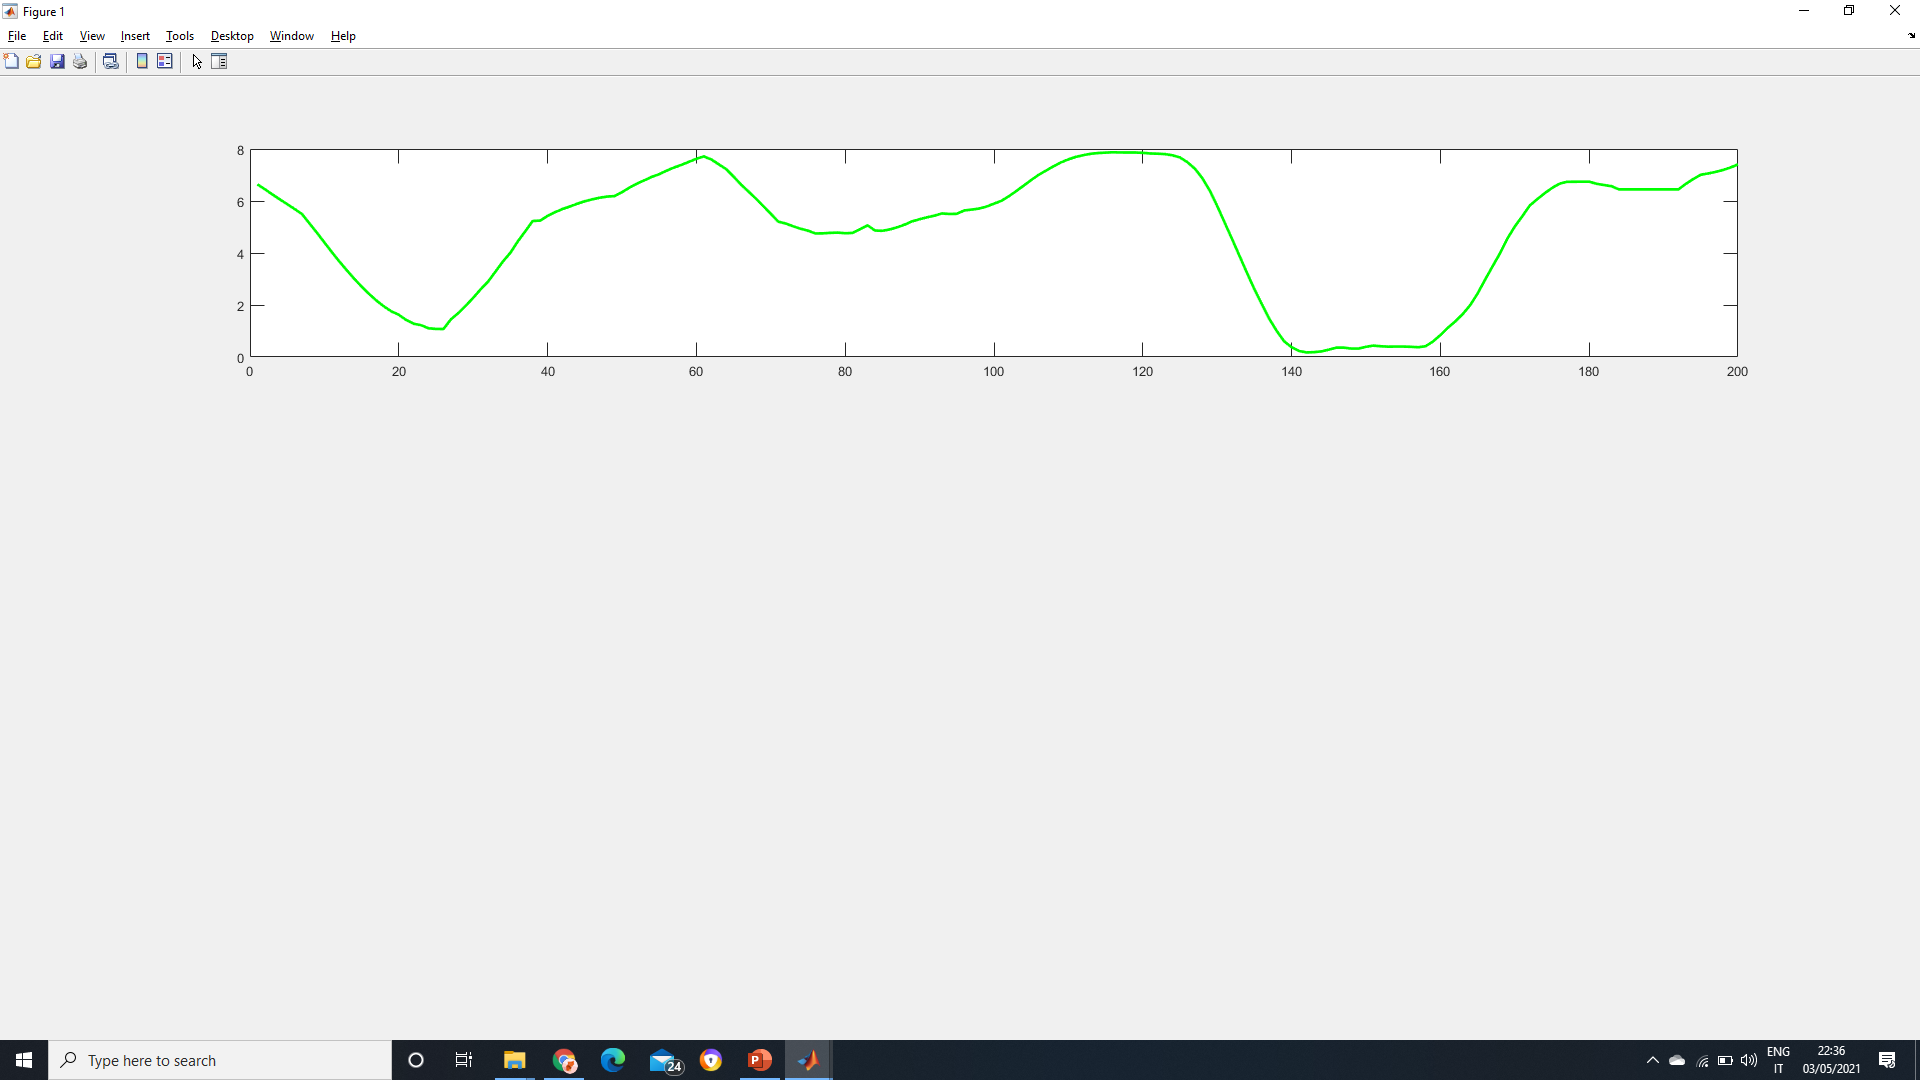 Figure 1
File Edit View Insert Tools Desktop Window Help
8
6
4
2
0
0 20 40 60 80 100 120 140 160 180 200
Type here to search
24
P
ENG
IT
22:36
03/05/2021